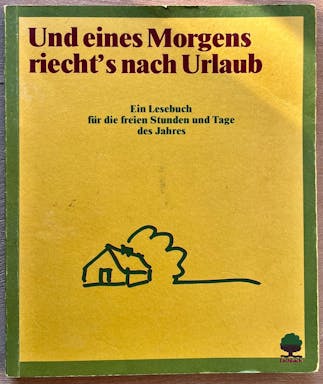 Und eines Morgens
riecht's nach Urlaub
Ein Lesebuch
für die freien Stunden und Tage
des Jahres